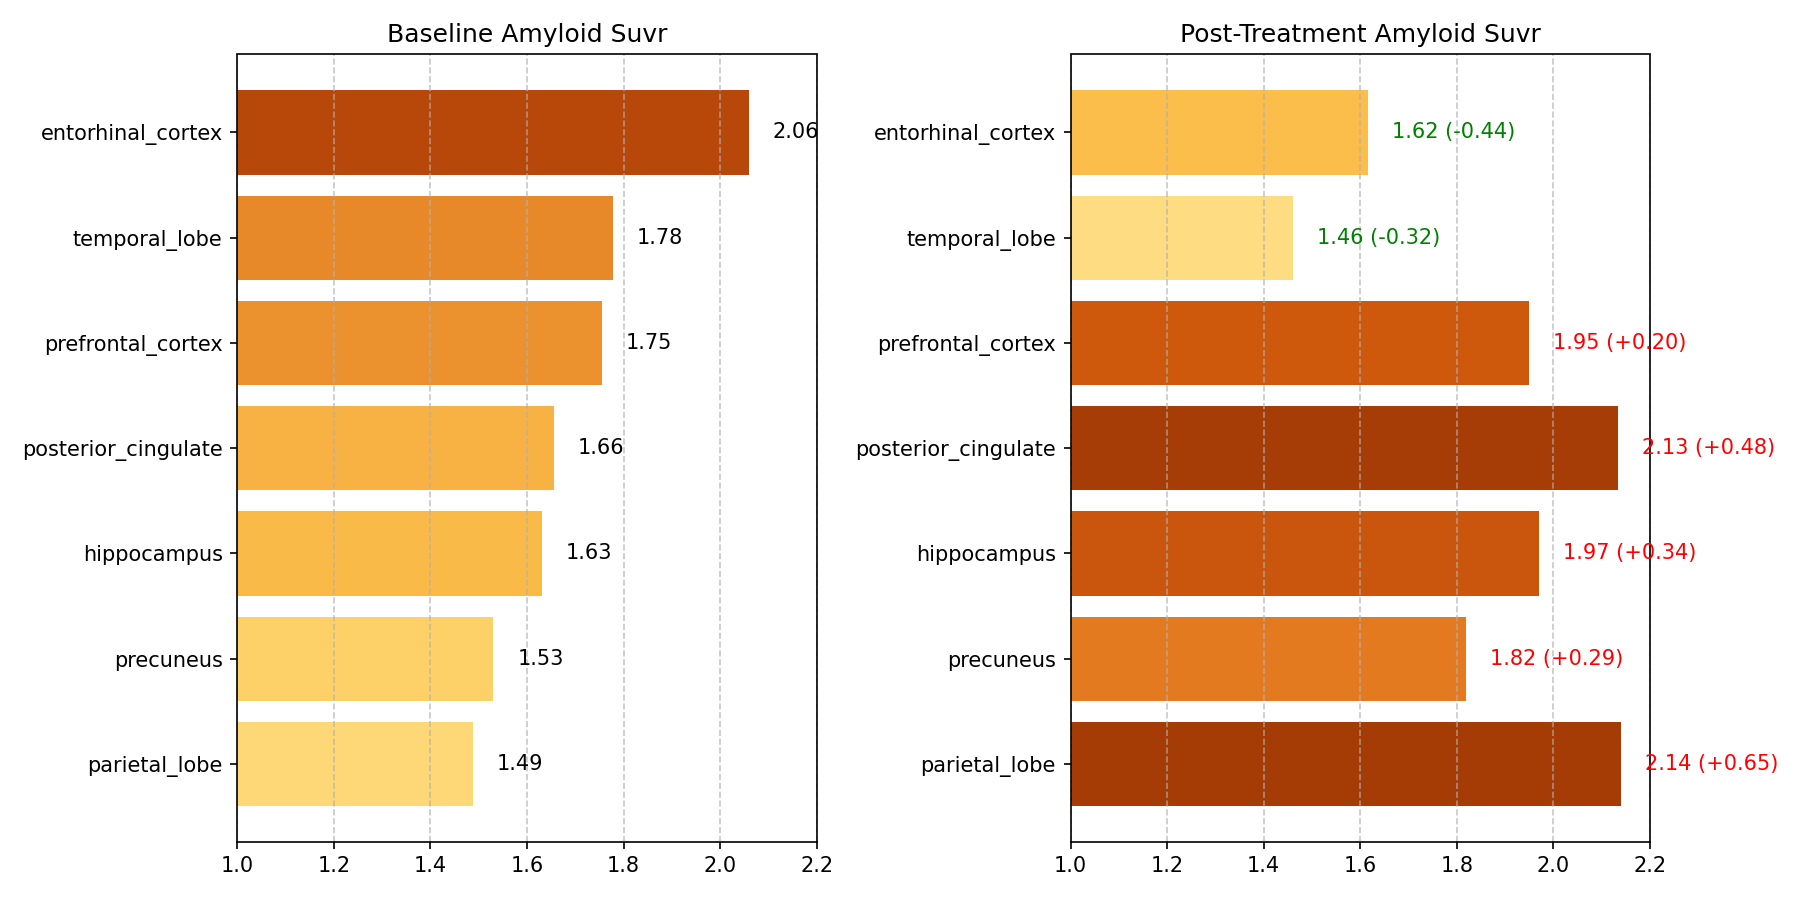 Baseline Amyloid Suvr
entorhinal_cortex 2.06
temporal_lobe 1.78
prefrontal_cortex 1.75
posterior_cingulate 1.66
hippocampus 1.63
precuneus 1.53
parietal_lobe 1.49
1.0 1.2 1.4 1.6 1.8 2.0 2.2
Post-Treatment Amyloid Suvr
entorhinal_cortex 1.62 (-0.44)
temporal_lobe 1.46 (-0.32)
prefrontal_cortex 1.95 (+0.20)
posterior_cingulate 2.13 (+0.48)
hippocampus 1.97 (+0.34)
precuneus 1.82 (+0.29)
parietal_lobe 2.14 (+0.65)
1.0 1.2 1.4 1.6 1.8 2.0 2.2